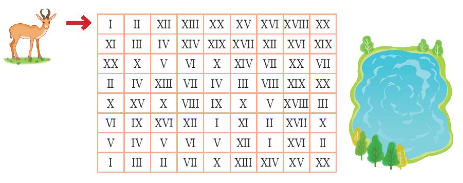 I II XII XIII XX XV XVI XVIII XX
XI III IV XIV XIX XVII XII XVI XIX
XX X V VI X XIV VII XX VII
II IV XIII VII IV III VIII XIX XX
X XV X VIII IX X V XVIII III
VI IX XVI XII I XI II XVII X
V IV V VI V XII I XVI II
I III II VII X XIII XIV XV XX